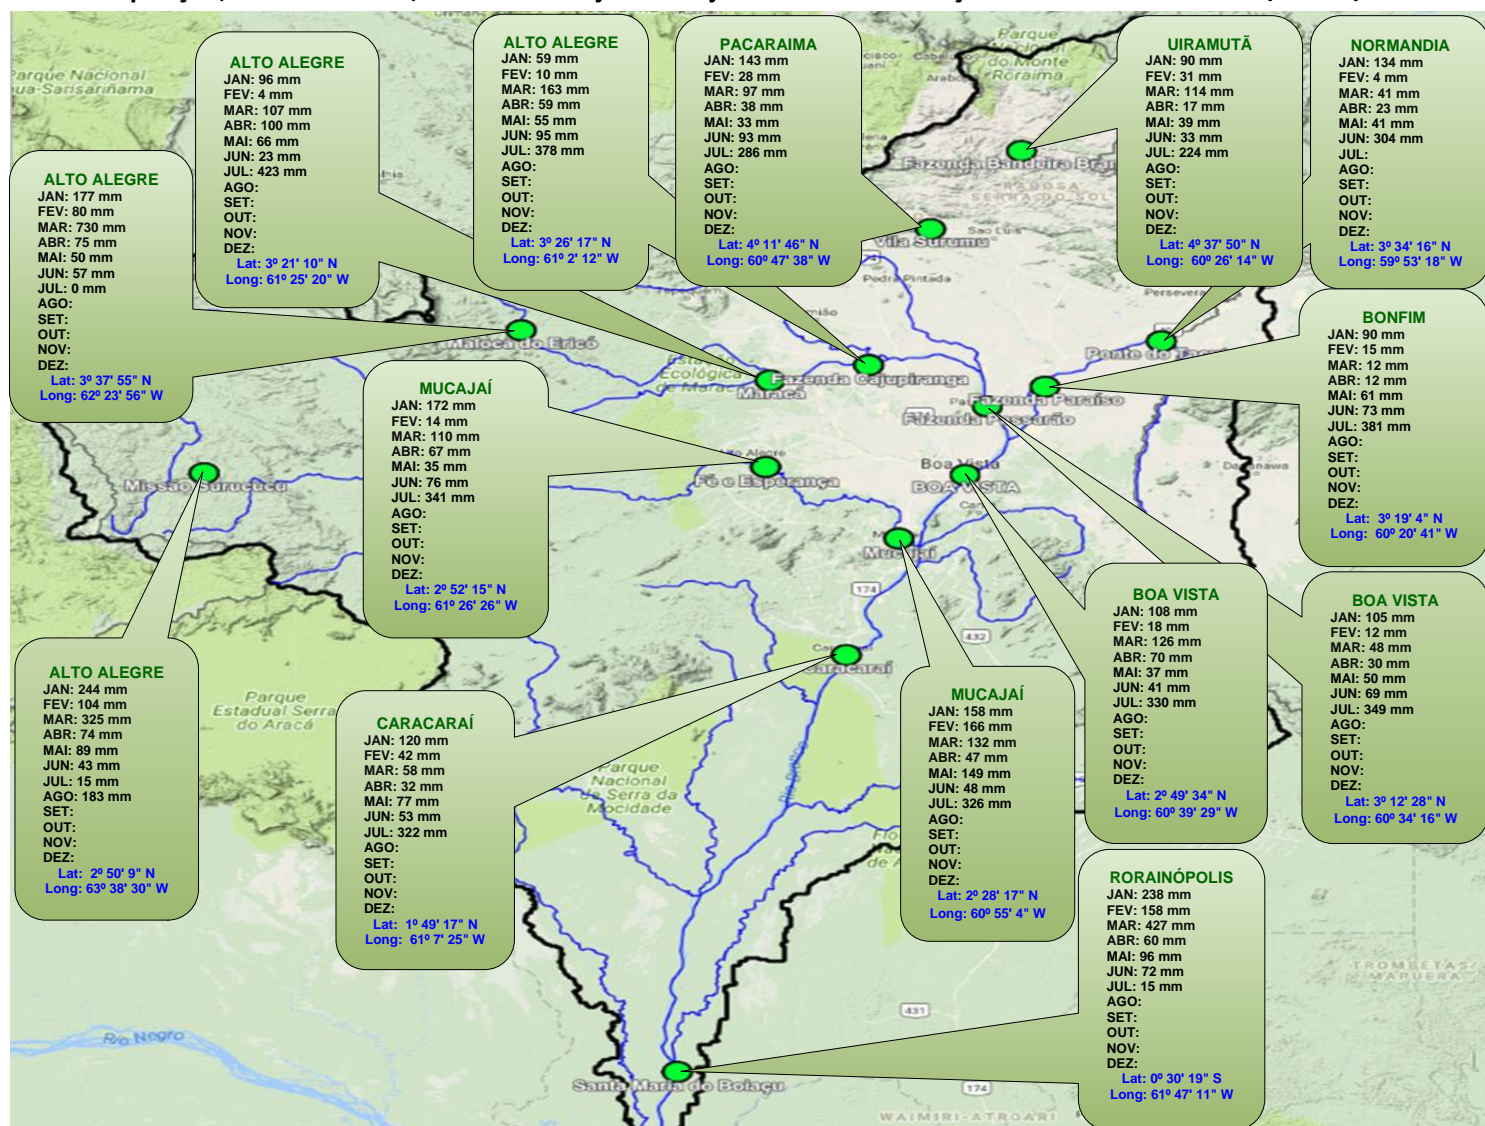 ALTO ALEGRE
JAN: 96 mm
FEV: 4 mm
MAR: 107 mm
ABR: 100 mm
MAI: 66 mm
JUN: 23 mm
JUL: 423 mm
AGO:
SET:
OUT:
NOV:
DEZ:
Lat: 3º 21' 10" N
Long: 61º 25' 20" W
ALTO ALEGRE
JAN: 59 mm
FEV: 10 mm
MAR: 163 mm
ABR: 59 mm
MAI: 55 mm
JUN: 95 mm
JUL: 378 mm
AGO:
SET:
OUT:
NOV:
DEZ:
Lat: 3º 26' 17" N
Long: 61º 2' 12" W
PACARAIMA
JAN: 143 mm
FEV: 28 mm
MAR: 97 mm
ABR: 38 mm
MAI: 33 mm
JUN: 93 mm
JUL: 286 mm
AGO:
SET:
OUT:
NOV:
DEZ:
Lat: 4º 11' 46" N
Long: 60º 47' 38" W
UIRAMUTÃ
JAN: 90 mm
FEV: 31 mm
MAR: 114 mm
ABR: 17 mm
MAI: 39 mm
JUN: 33 mm
JUL: 224 mm
AGO:
SET:
OUT:
NOV:
DEZ:
Lat: 4º 37' 50" N
Long: 60º 26' 14" W
NORMANDIA
JAN: 134 mm
FEV: 4 mm
MAR: 41 mm
ABR: 23 mm
MAI: 41 mm
JUN: 304 mm
JUL:
AGO:
SET:
OUT:
NOV:
DEZ:
Lat: 3º 34' 16" N
Long: 59º 53' 18" W
ALTO ALEGRE
JAN: 177 mm
FEV: 80 mm
MAR: 730 mm
ABR: 75 mm
MAI: 50 mm
JUN: 57 mm
JUL: 0 mm
AGO:
SET:
OUT:
NOV:
DEZ:
Lat: 3º 37' 55" N
Long: 62º 23' 56" W
BONFIM
JAN: 90 mm
FEV: 15 mm
MAR: 12 mm
ABR: 12 mm
MAI: 61 mm
JUN: 73 mm
JUL: 381 mm
AGO:
SET:
OUT:
NOV:
DEZ:
Lat: 3º 19' 4" N
Long: 60º 20' 41" W
MUCAJAÍ
JAN: 172 mm
FEV: 14 mm
MAR: 110 mm
ABR: 67 mm
MAI: 35 mm
JUN: 76 mm
JUL: 341 mm
AGO:
SET:
OUT:
NOV:
DEZ:
Lat: 2º 52' 15" N
Long: 61º 26' 26" W
BOA VISTA
JAN: 108 mm
FEV: 18 mm
MAR: 126 mm
ABR: 70 mm
MAI: 37 mm
JUN: 41 mm
JUL: 330 mm
AGO:
SET:
OUT:
NOV:
DEZ:
Lat: 2º 49' 34" N
Long: 60º 39' 29" W
BOA VISTA
JAN: 105 mm
FEV: 12 mm
MAR: 48 mm
ABR: 30 mm
MAI: 50 mm
JUN: 69 mm
JUL: 349 mm
AGO:
SET:
OUT:
NOV:
DEZ:
Lat: 3º 12' 28" N
Long: 60º 34' 16" W
ALTO ALEGRE
JAN: 244 mm
FEV: 104 mm
MAR: 325 mm
ABR: 74 mm
MAI: 89 mm
JUN: 43 mm
JUL: 15 mm
AGO: 183 mm
SET:
OUT:
NOV:
DEZ:
Lat: 2º 50' 9" N
Long: 63º 38' 30" W
CARACARAÍ
JAN: 120 mm
FEV: 42 mm
MAR: 58 mm
ABR: 32 mm
MAI: 77 mm
JUN: 53 mm
JUL: 322 mm
AGO:
SET:
OUT:
NOV:
DEZ:
Lat: 1º 49' 17" N
Long: 61º 7' 25" W
MUCAJAÍ
JAN: 158 mm
FEV: 166 mm
MAR: 132 mm
ABR: 47 mm
MAI: 149 mm
JUN: 48 mm
JUL: 326 mm
AGO:
SET:
OUT:
NOV:
DEZ:
Lat: 2º 28' 17" N
Long: 60º 55' 4" W
RORAINÓPOLIS
JAN: 238 mm
FEV: 158 mm
MAR: 427 mm
ABR: 60 mm
MAI: 96 mm
JUN: 72 mm
JUL: 15 mm
AGO:
SET:
OUT:
NOV:
DEZ:
Lat: 0º 30' 19" S
Long: 61º 47' 11" W
Parque
Nacional
do Monte
Roraima
Parque Nacional
Fazenda Bandeira
RAPOSA
SERRA DO SOL
Vila Surumu
Sao Luis
Pedra Pintada
Maloca do Ericó
Ponte do
Estação
Ecológica
de Maracá
Maracá
Fazenda Cajupiranga
Fazenda Paraíso
Fazenda Passarão
Alegre
Fé e Esperança
Boa Vista
BOA VISTA
Missão Surucucu
Mucajaí
174
432
Caracaraí
Parque
Estadual Serra
do Aracá
Parque
Nacional
da Serra da
Mocidade
Rio Branco
TROMBETAS/
MAPUERA
431
Rio Negro
Santa Maria do Boiaçu
174
WAIMIRI-ATROARI